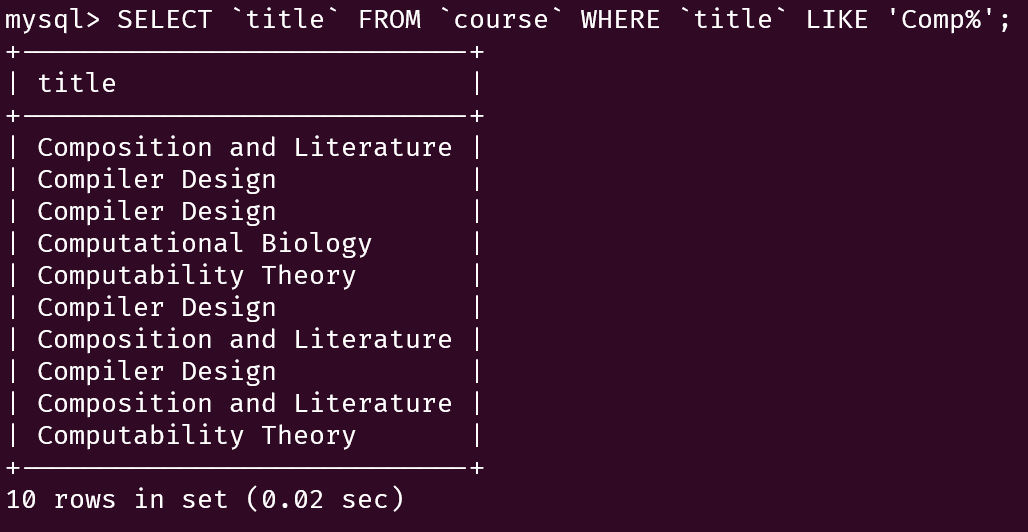 mysql> SELECT `title` FROM `course` WHERE `title` LIKE 'Comp%';
+----------------------------+
| title                      |
+----------------------------+
| Composition and Literature |
| Compiler Design            |
| Compiler Design            |
| Computational Biology      |
| Computability Theory       |
| Compiler Design            |
| Composition and Literature |
| Compiler Design            |
| Composition and Literature |
| Computability Theory       |
+----------------------------+
10 rows in set (0.02 sec)